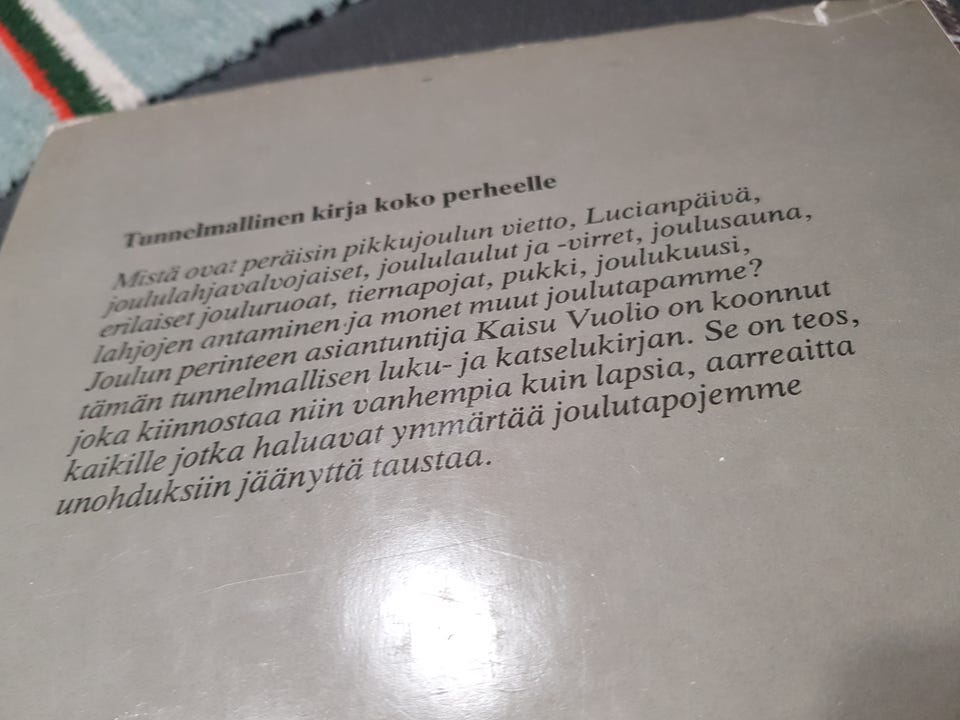 Tunnelmallinen kirja koko perheelle
Mistä ovat peräisin pikkujoulun vietto, Lucianpäivä,
joululahjavalvojaiset, joululaulut ja -virret, joulusauna,
erilaiset jouluruoat, tiernapojat, pukki, joulukuusi,
lahjojen antaminen ja monet muut joulutapamme?
Joulun perinteen asiantuntija Kaisu Vuolio on koonnut
tämän tunnelmallisen luku- ja katselukirjan. Se on teos,
joka kiinnostaa niin vanhempia kuin lapsia, aarreaitta
kaikille jotka haluavat ymmärtää joulutapojemme
unohduksiin jäänyttä taustaa.